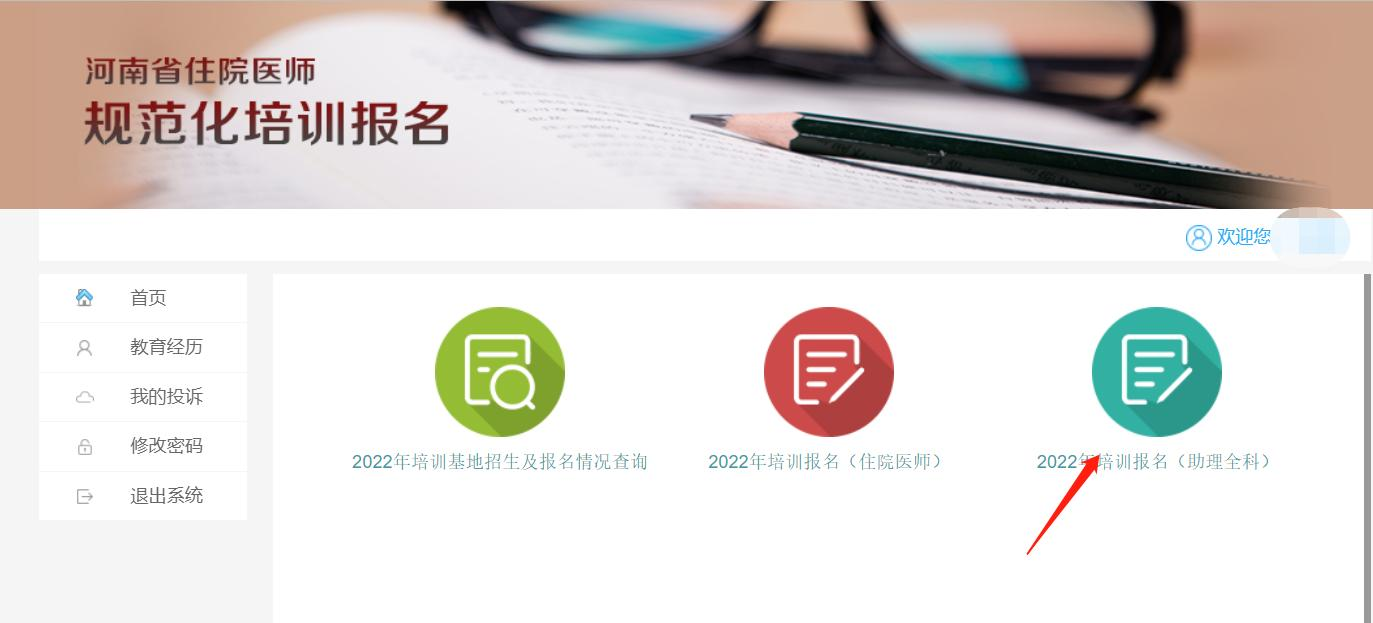 河南省住院医师
规范化培训报名
欢迎您
首页
教育经历
我的投诉
修改密码
退出系统
2022年培训基地招生及报名情况查询
2022年培训报名（住院医师）
2022年培训报名（助理全科）